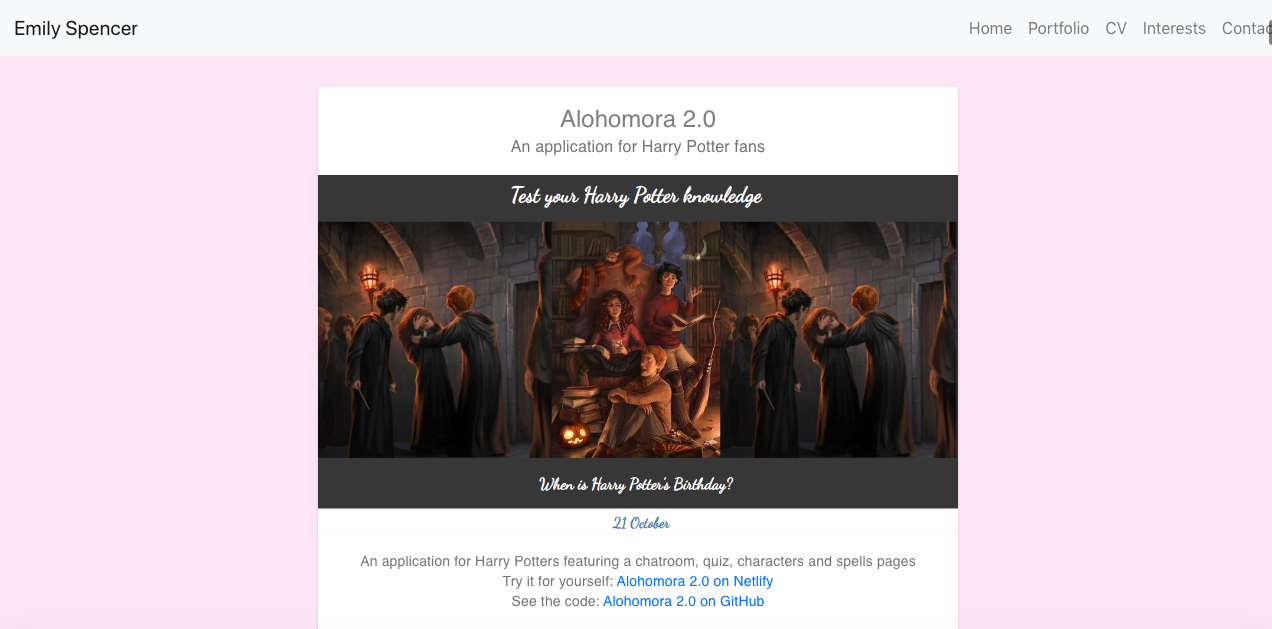 Emily Spencer
Home Portfolio CV Interests Contac
Alohomora 2.0
An application for Harry Potter fans
Test your Harry Potter knowledge
When is Harry Potter's Birthday?
21 October
An application for Harry Potters featuring a chatroom, quiz, characters and spells pages
Try it for yourself: Alohomora 2.0 on Netlify
See the code: Alohomora 2.0 on GitHub